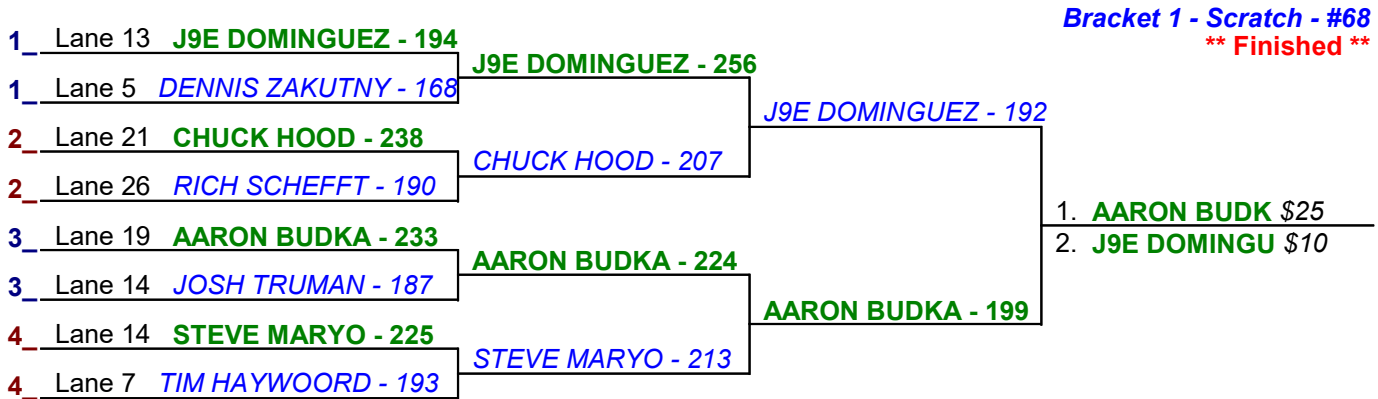 Bracket 1 - Scratch - #68
** Finished **
1_ Lane 13 J9E DOMINGUEZ - 194
1_ Lane 5 DENNIS ZAKUTNY - 168
2_ Lane 21 CHUCK HOOD - 238
2_ Lane 26 RICH SCHEFFT - 190
3_ Lane 19 AARON BUDKA - 233
3_ Lane 14 JOSH TRUMAN - 187
4_ Lane 14 STEVE MARYO - 225
4_ Lane 7 TIM HAYWOORD - 193
J9E DOMINGUEZ - 256
CHUCK HOOD - 207
AARON BUDKA - 224
STEVE MARYO - 213
J9E DOMINGUEZ - 192
AARON BUDKA - 199
1. AARON BUDK $25
2. J9E DOMINGU $10